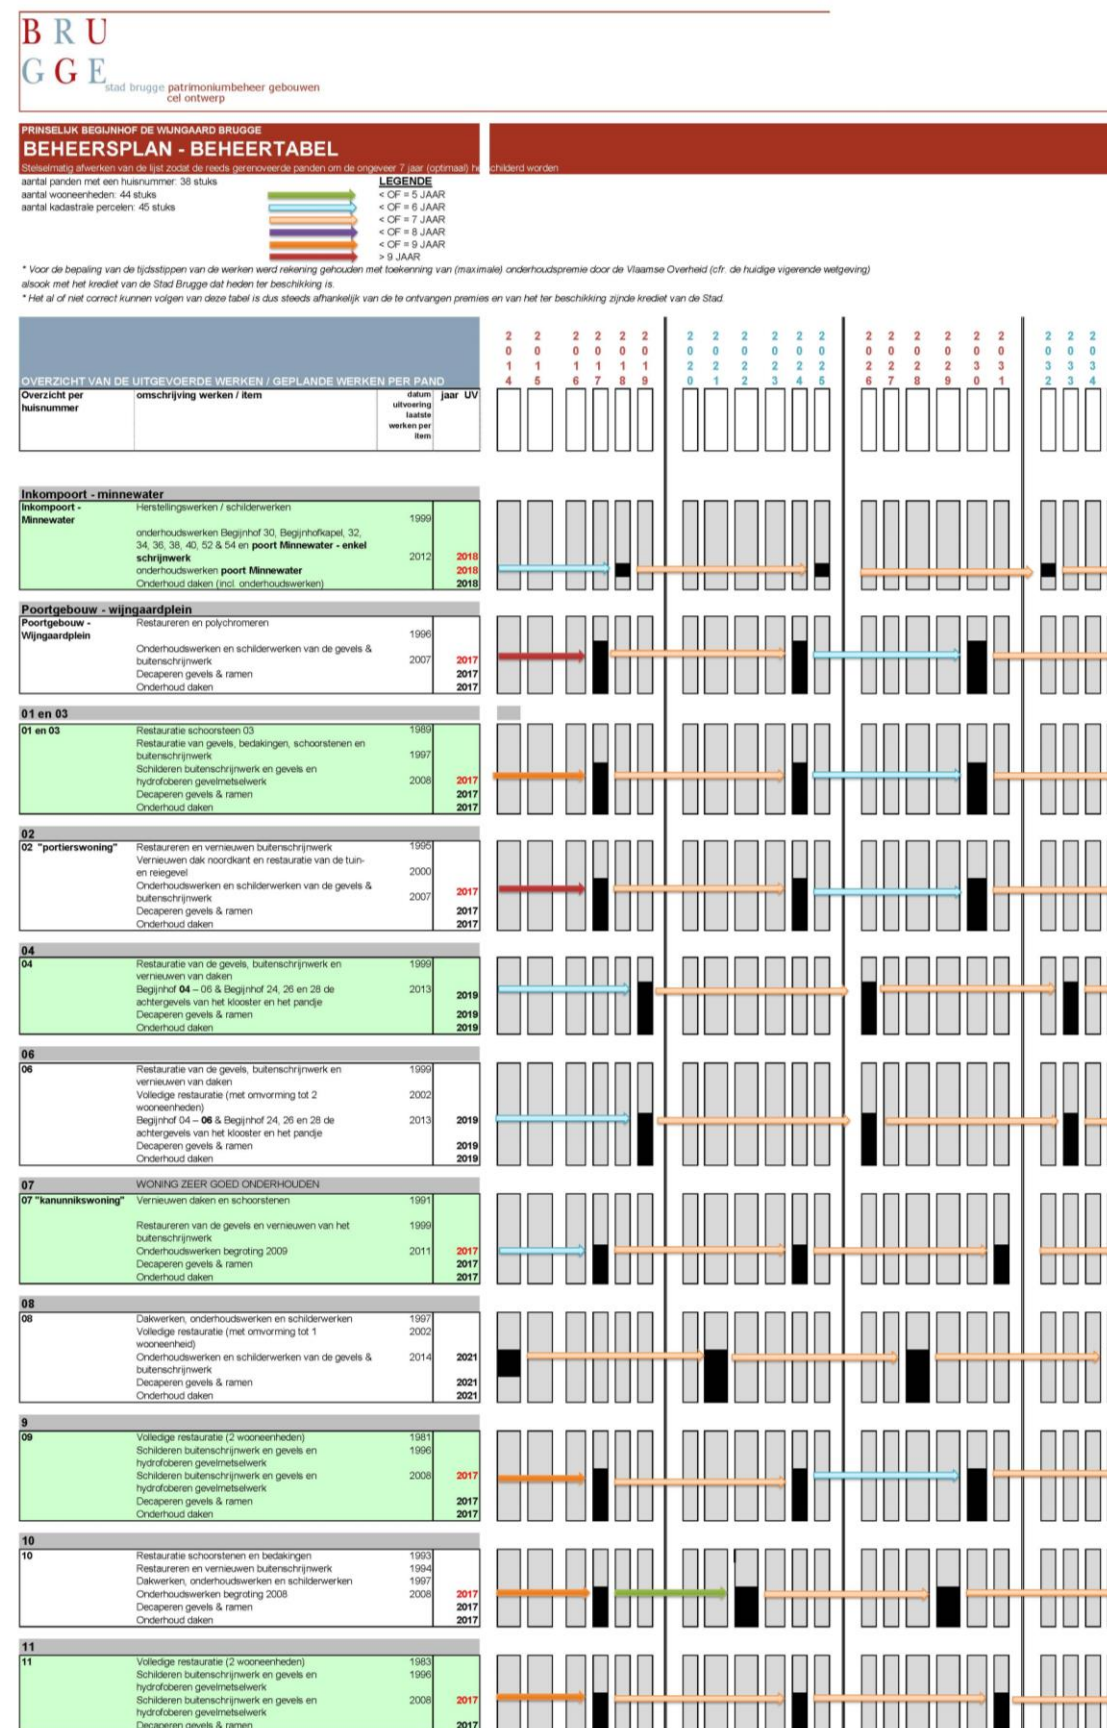 B R U
G G E
stad brugge patrimoniumbeheer gebouwen
cel ontwerp
PRINSELIJK BEGIJNHOF DE WIJNGAARD BRUGGE
BEHEERSPLAN - BEHEERTABEL
Stelselmatig afwerken van de lijst zodat de reeds gerenoveerde panden om de ongeveer 7 jaar (optimaal) he childerd worden
aantal panden met een huisnummer: 38 stuks
aantal wooneenheden: 44 stuks
aantal kadastrale percelen: 45 stuks
LEGENDE
< OF = 5 JAAR
< OF = 6 JAAR
< OF = 7 JAAR
< OF = 8 JAAR
< OF = 9 JAAR
> 9 JAAR
* Voor de bepaling van de tijdsstippen van de werken werd rekening gehouden met toekenning van (maximale) onderhoudspremie door de Vlaamse Overheid (cfr. de huidige vigerende wetgeving)
alsook met het krediet van de Stad Brugge dat heden ter beschikking is.
* Het al of niet correct kunnen volgen van deze tabel is dus steeds afhankelijk van de te ontvangen premies en van het ter beschikking zijnde krediet van de Stad.
2014 2015 2016 2017 2018 2019 2020 2021 2022 2023 2024 2025 2026 2027 2028 2029 2030 2031 2032 2033 2034
OVERZICHT VAN DE UITGEVOERDE WERKEN / GEPLANDE WERKEN PER PAND
Overzicht per huisnummer omschrijving werken / item datum uitvoering laatste werken per item jaar UV
Inkompoort - minnewater
Inkompoort - Minnewater
Herstellingswerken / schilderwerken 1999
onderhoudswerken Begijnhof 30, Begijnhofkapel, 32,
34, 36, 38, 40, 52 & 54 en poort Minnewater - enkel
schrijnwerk 2012 2018
onderhoudswerken poort Minnewater 2018
Onderhoud daken (incl. onderhoudswerken) 2018
Poortgebouw - wijngaardplein
Poortgebouw - Wijngaardplein
Restaureren en polychromeren 1996
Onderhoudswerken en schilderwerken van de gevels &
buitenschrijnwerk 2007 2017
Decaperen gevels & ramen 2017
Onderhoud daken 2017
01 en 03
01 en 03 Restauratie schoorsteen 03 1989
Restauratie van gevels, bedakingen, schoorstenen en
buitenschrijnwerk 1997
Schilderen buitenschrijnwerk en gevels en
hydrofoberen gevelmetselwerk 2008 2017
Decaperen gevels & ramen 2017
Onderhoud daken 2017
02
02 "portierswoning" Restaureren en vernieuwen buitenschrijnwerk 1995
Vernieuwen dak noordkant en restauratie van de tuin-
en reiegevel 2000
Onderhoudswerken en schilderwerken van de gevels &
buitenschrijnwerk 2007 2017
Decaperen gevels & ramen 2017
Onderhoud daken 2017
04
04 Restauratie van de gevels, buitenschrijnwerk en 1999
vernieuwen van daken
Begijnhof 04 – 06 & Begijnhof 24, 26 en 28 de 2013
achtergevels van het klooster en het pandje 2019
Decaperen gevels & ramen 2019
Onderhoud daken 2019
06
06 Restauratie van de gevels, buitenschrijnwerk en 1999
vernieuwen van daken
Volledige restauratie (met omvorming tot 2 2002
wooneenheden)
Begijnhof 04 – 06 & Begijnhof 24, 26 en 28 de 2013 2019
achtergevels van het klooster en het pandje
Decaperen gevels & ramen 2019
Onderhoud daken 2019
07 WONING ZEER GOED ONDERHOUDEN
07 "kanunnikswoning" Vernieuwen daken en schoorstenen 1991
Restaureren van de gevels en vernieuwen van het 1999
buitenschrijnwerk
Onderhoudswerken begroting 2009 2011 2017
Decaperen gevels & ramen 2017
Onderhoud daken 2017
08
08 Dakwerken, onderhoudswerken en schilderwerken 1997
Volledige restauratie (met omvorming tot 1 2002
wooneenheid)
Onderhoudswerken en schilderwerken van de gevels & 2014 2021
buitenschrijnwerk
Decaperen gevels & ramen 2021
Onderhoud daken 2021
9
09 Volledige restauratie (2 wooneenheden) 1981
Schilderen buitenschrijnwerk en gevels en 1996
hydrofoberen gevelmetselwerk
Schilderen buitenschrijnwerk en gevels en 2008 2017
hydrofoberen gevelmetselwerk
Decaperen gevels & ramen 2017
Onderhoud daken 2017
10
10 Restauratie schoorstenen en bedakingen 1993
Restaureren en vernieuwen buitenschrijnwerk 1994
Dakwerken, onderhoudswerken en schilderwerken 1997
Onderhoudswerken begroting 2008 2008 2017
Decaperen gevels & ramen 2017
Onderhoud daken 2017
11
11 Volledige restauratie (2 wooneenheden) 1983
Schilderen buitenschrijnwerk en gevels en 1996
hydrofoberen gevelmetselwerk
Schilderen buitenschrijnwerk en gevels en 2008 2017
hydrofoberen gevelmetselwerk
Decaperen gevels & ramen 2017